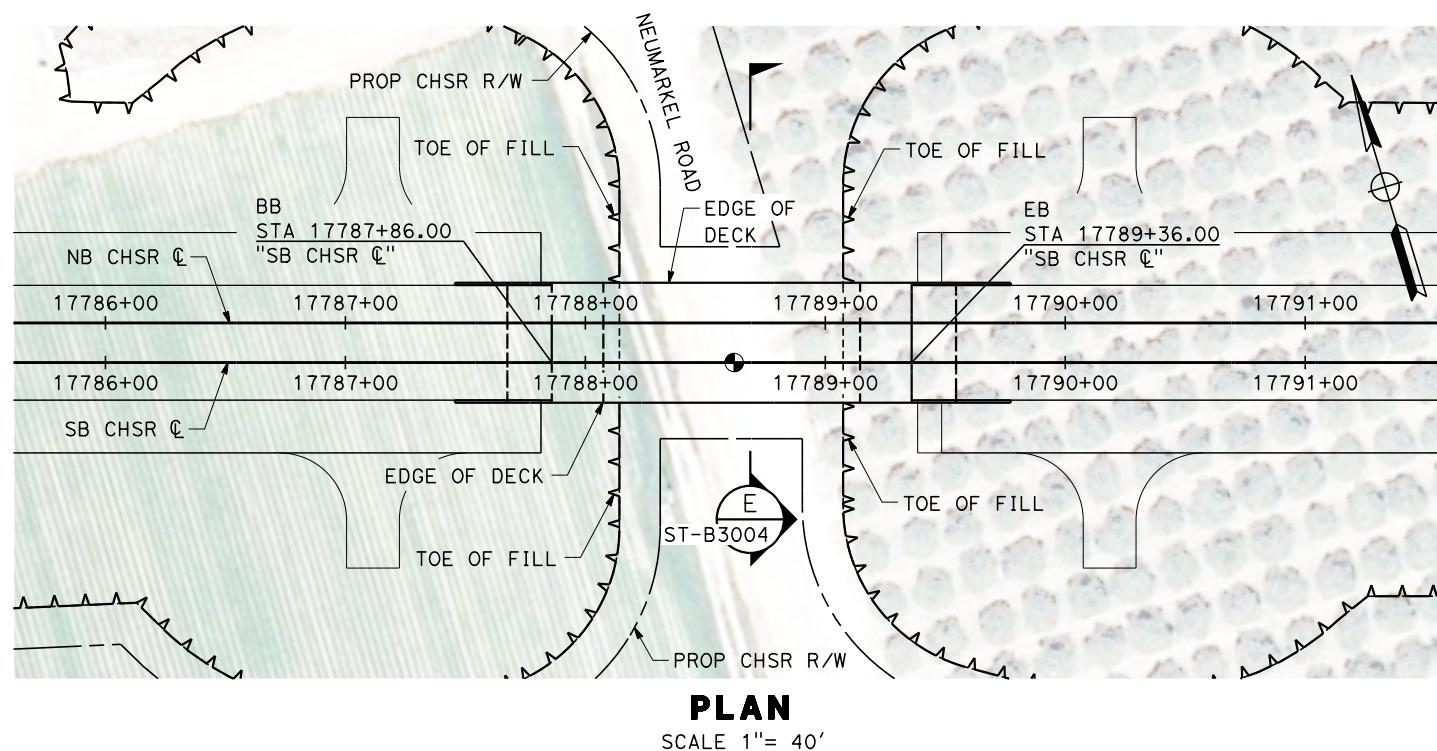 NEUMARKEL ROAD
PROP CHSR R/W
TOE OF FILL
TOE OF FILL
BB
STA 17787+86.00
"SB CHSR ℄"
EDGE OF
DECK
EB
STA 17789+36.00
"SB CHSR ℄"
NB CHSR ℄
17786+00
17787+00
17788+00
17789+00
17790+00
17791+00
17786+00
17787+00
17788+00
17789+00
17790+00
17791+00
SB CHSR ℄
EDGE OF DECK
TOE OF FILL
E
ST-B3004
TOE OF FILL
PROP CHSR R/W
PLAN
SCALE 1"= 40'